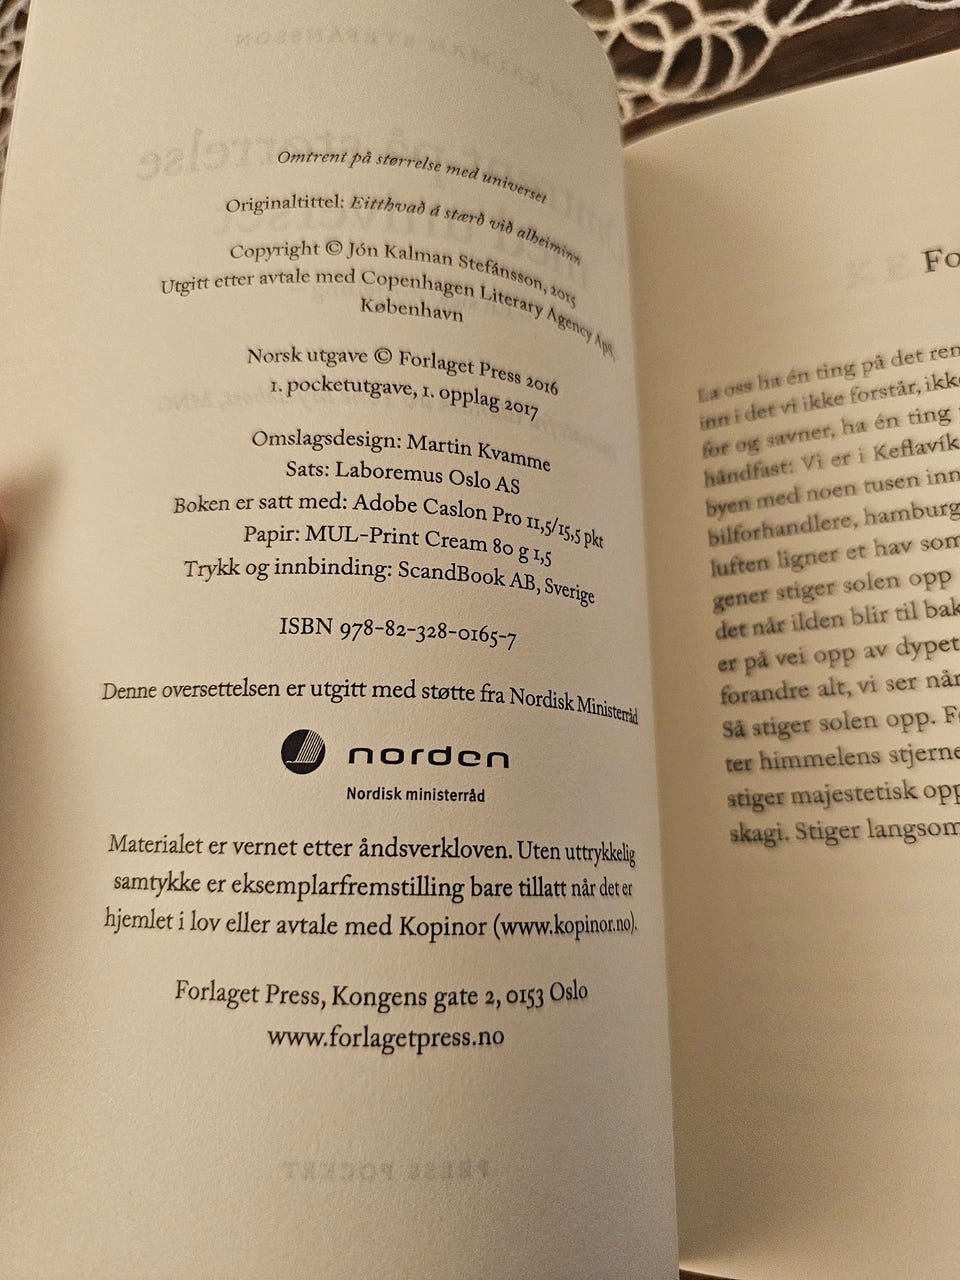 Omtrent på størrelse med universet
Originaltittel: Eitthvað á stærð við alheiminn
Copyright © Jón Kalman Stefánsson, 2015
Utgitt etter avtale med Copenhagen Literary Agency ApS,
København
Norsk utgave © Forlaget Press 2016
1. pocketutgave, 1. opplag 2017
Omslagsdesign: Martin Kvamme
Sats: Laboremus Oslo AS
Boken er satt med: Adobe Caslon Pro 11,5/15,5 pkt
Papir: MUL-Print Cream 80 g 1,5
Trykk og innbinding: ScandBook AB, Sverige
ISBN 978-82-328-0165-7
Denne oversettelsen er utgitt med støtte fra Nordisk Ministerråd
norden
Nordisk ministerråd
Materialet er vernet etter åndsverkloven. Uten uttrykkelig
samtykke er eksemplarfremstilling bare tillatt når det er
hjemlet i lov eller avtale med Kopinor (www.kopinor.no).
Forlaget Press, Kongens gate 2, 0153 Oslo
www.forlagetpress.no
Fo
La oss ha én ting på det ren
inn i det vi ikke forstår, ikke
for og savner, ha én ting
håndfast: Vi er i Keflavík
byen med noen tusen inn
bilforhandlere, hamburg
luften ligner et hav som
gener stiger solen opp
det når ilden blir til bak
er på vei opp av dypet
forandre alt, vi ser når
Så stiger solen opp. F
ter himmelens stjerne
stiger majestetisk opp
skagi. Stiger langsom